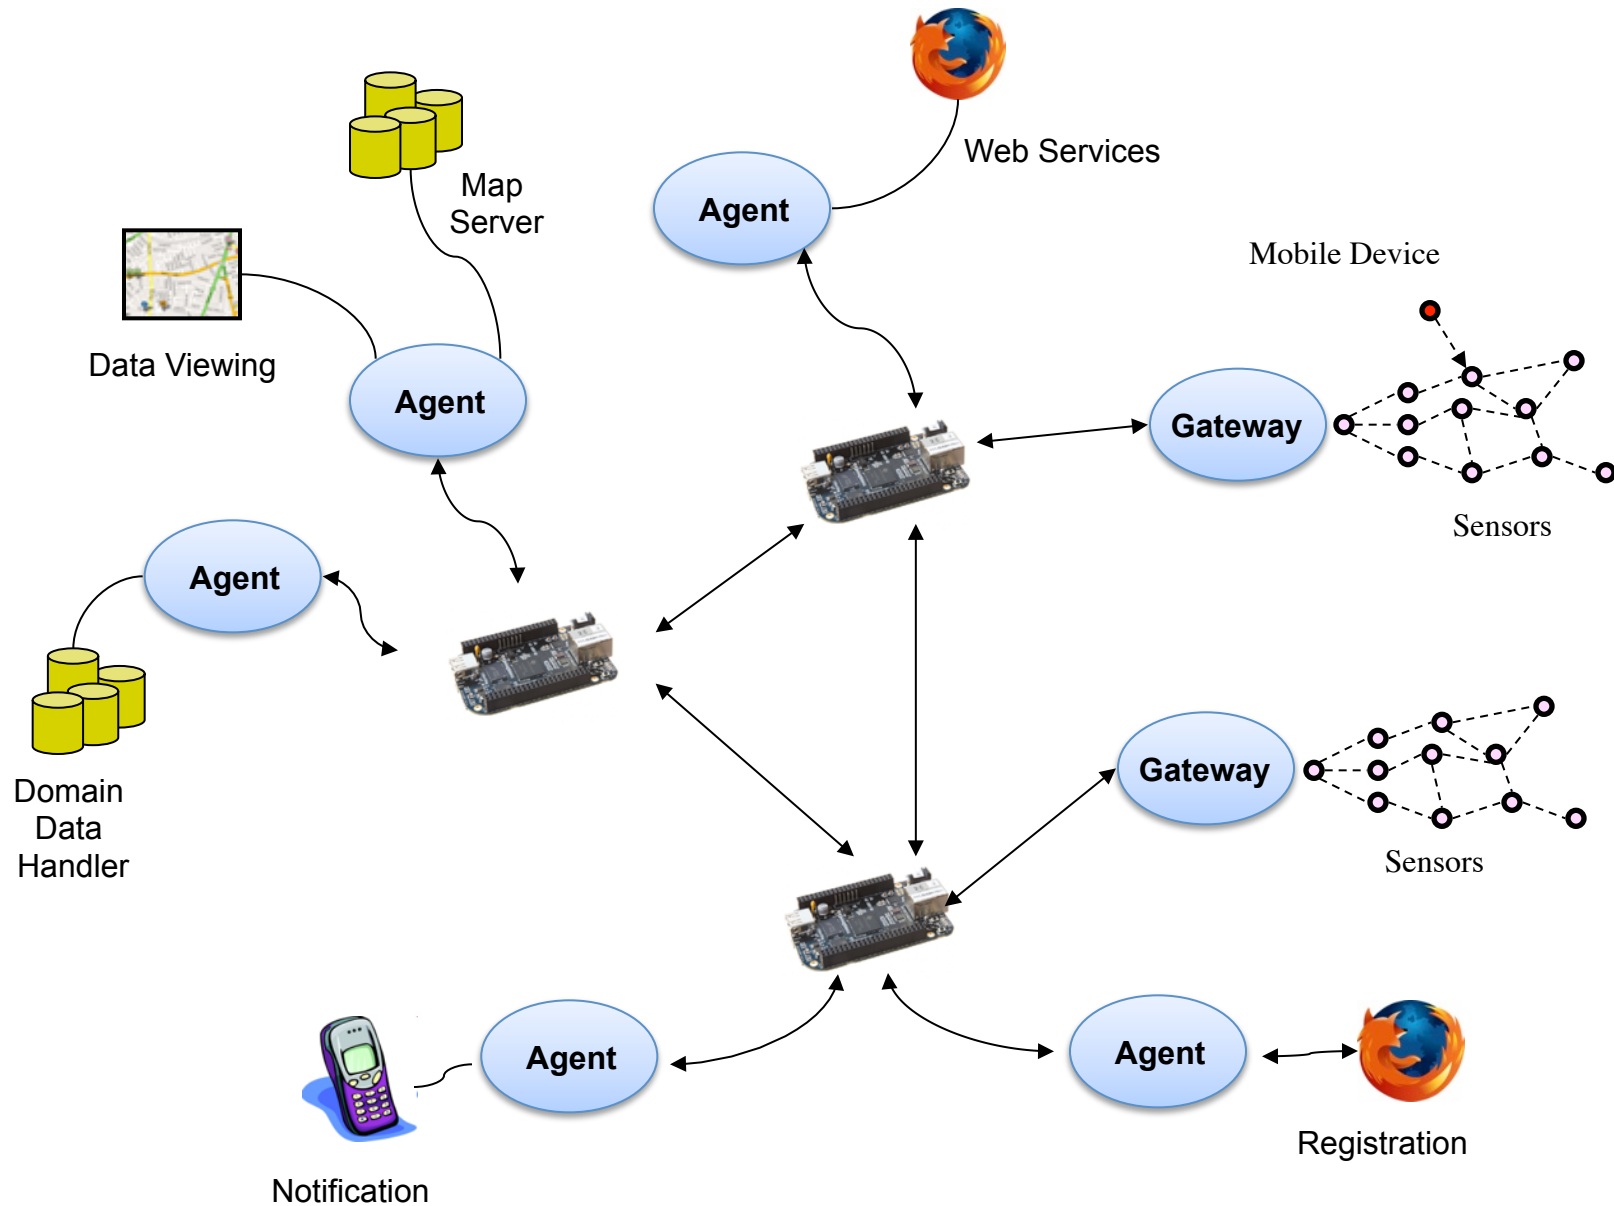 Web Services
Map
Server
Agent
Mobile Device
Data Viewing
Agent
Gateway
Sensors
Agent
Domain
Data
Handler
Gateway
Sensors
Agent
Agent
Registration
Notification